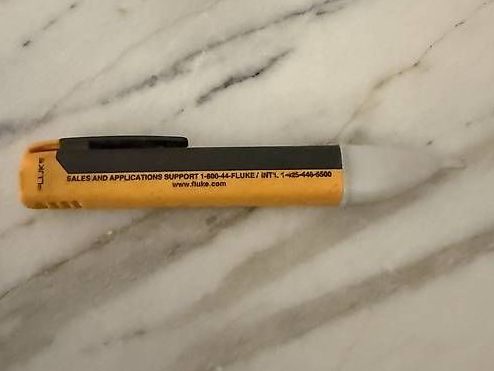 FLUKE
SALES AND APPLICATIONS SUPPORT 1-800-44-FLUKE / INT'L 1-425-446-5500
www.fluke.com